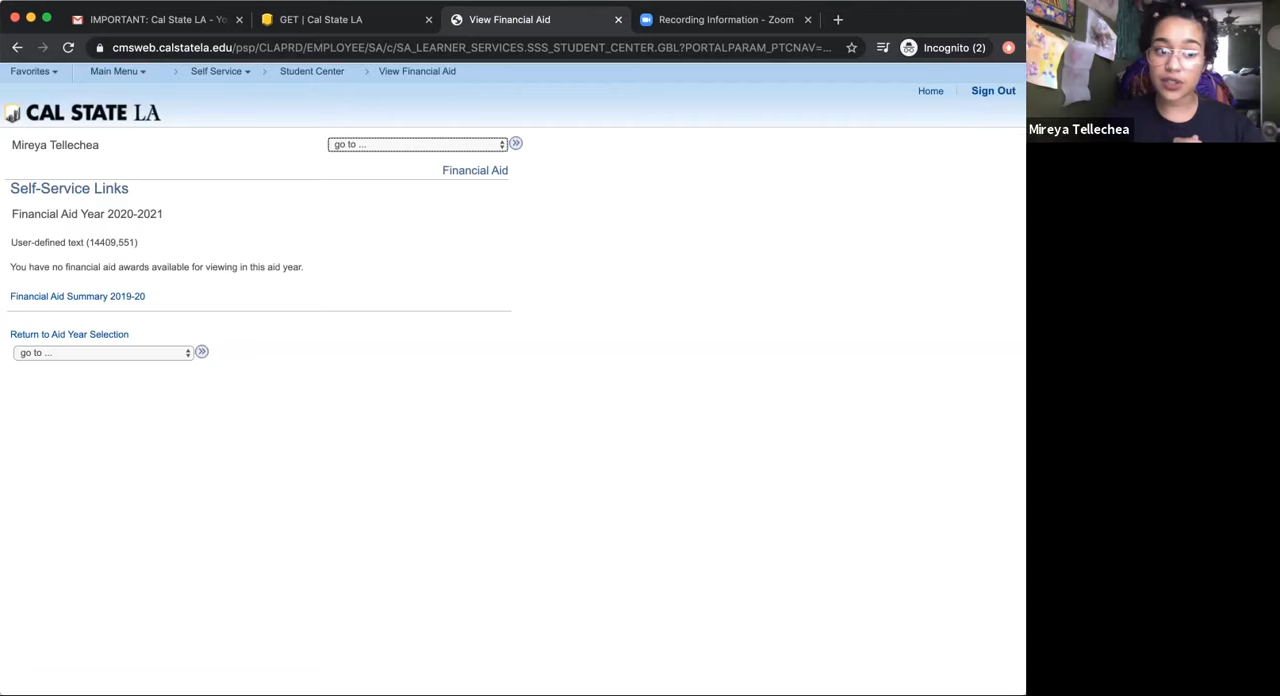 IMPORTANT: Cal State LA - Yo
GET | Cal State LA
View Financial Aid
Recording Information - Zoom
cmsweb.calstatela.edu/psp/CLAPRD/EMPLOYEE/SA/c/SA_LEARNER_SERVICES.SSS_STUDENT_CENTER.GBL?PORTALPARAM_PTCNAV=...
Incognito (2)
Favorites
Main Menu
Self Service
Student Center
View Financial Aid
Home
Sign Out
CAL STATE LA
Mireya Tellechea
Mireya Tellechea
go to ...
Financial Aid
Self-Service Links
Financial Aid Year 2020-2021
User-defined text (14409,551)
You have no financial aid awards available for viewing in this aid year.
Financial Aid Summary 2019-20
Return to Aid Year Selection
go to ...